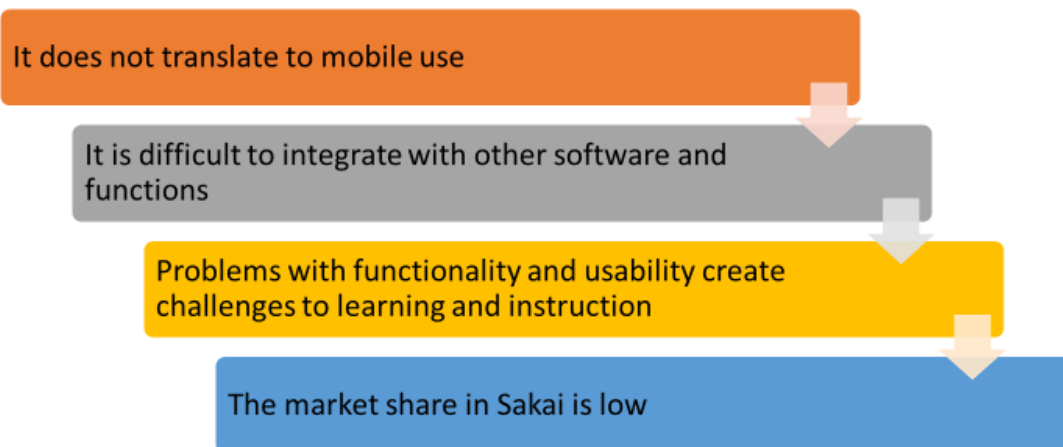 It does not translate to mobile use
It is difficult to integrate with other software and
functions
Problems with functionality and usability create
challenges to learning and instruction
The market share in Sakai is low